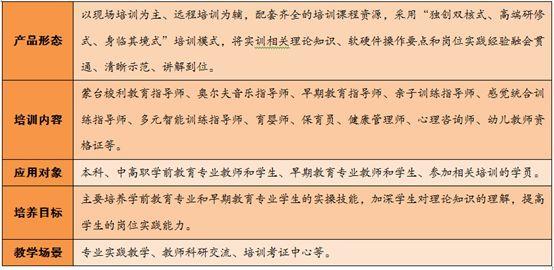 产品形态
以现场培训为主、远程培训为辅，配套齐全的培训课程资源，采用“独创双核式、高端研修
式、身临其境式”培训模式，将实训相关理论知识、软硬件操作要点和岗位实践经验融会贯
通、清晰示范、讲解到位。
培训内容
蒙台梭利教育指导师、奥尔夫音乐指导师、早期教育指导师、亲子训练指导师、感觉统合训
练指导师、多元智能训练指导师、育婴师、保育员、健康管理师、心理咨询师、幼儿教师资
格证等。
应用对象
本科、中高职学前教育专业教师和学生、早期教育专业教师和学生、参加相关培训的学员。
培养目标
主要培养学前教育专业和早期教育专业学生的实操技能，加深学生对理论知识的理解，提高
学生的岗位实践能力。
教学场景
专业实践教学、教师科研交流、培训考证中心等。